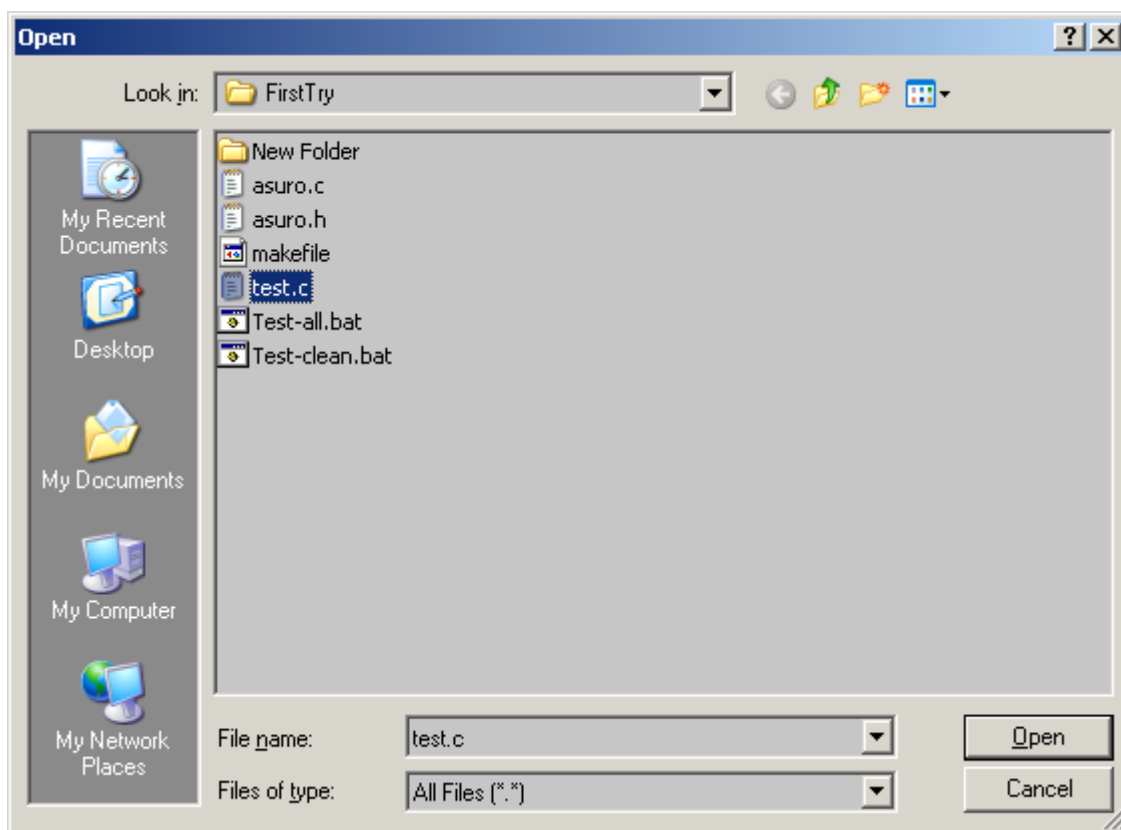 Open
Look in:
FirstTry
My Recent
Documents
Desktop
My Documents
My Computer
My Network
Places
New Folder
asuro.c
asuro.h
makefile
test.c
Test-all.bat
Test-clean.bat
File name:
test.c
Open
Files of type:
All Files (*.*)
Cancel